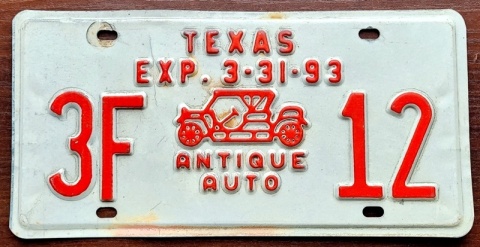 TEXAS
EXP. 3-31-93
3F 12
ANTIQUE
AUTO